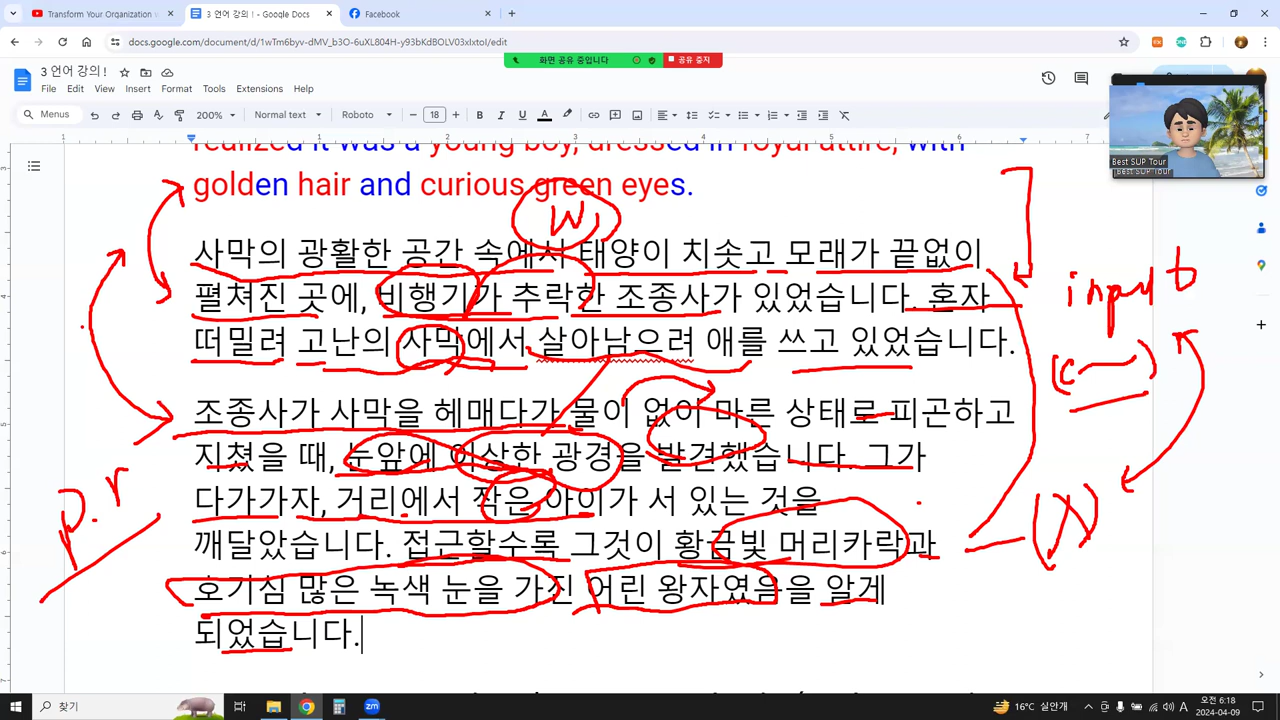 Transform Your Organization is
3 언어 강의 ! - Google Docs
Facebook
docs.google.com/document/d/1wTm6byv-dMV_b3O-6uXL804H-y93bKdBOLV03xIxtoI/edit
3 언어 강의 !
화면 공유 중입니다
공유 중지
File Edit View Insert Format Tools Extensions Help
Menus 200% Normal text Roboto 18
1 1 2 3 4 5 6 7
realized it was a young boy, dressed in royal attire, with
golden hair and curious green eyes.
Best SUP Tour
W
사막의 광활한 공간 속에서 태양이 치솟고 모래가 끝없이
펼쳐진 곳에, 비행기가 추락한 조종사가 있었습니다. 혼자
떠밀려 고난의 사막에서 살아남으려 애를 쓰고 있었습니다.
input
조종사가 사막을 헤매다가 물이 없이 마른 상태로 피곤하고
지쳤을 때, 눈앞에 이상한 광경을 발견했습니다. 그가
다가가자, 거리에서 작은 아이가 서 있는 것을
깨달았습니다. 접근할수록 그것이 황금빛 머리카락과
호기심 많은 녹색 눈을 가진 어린 왕자였음을 알게
되었습니다.
p.r
찾기
16°C 실안개
A
오전 6:18
2024-04-09